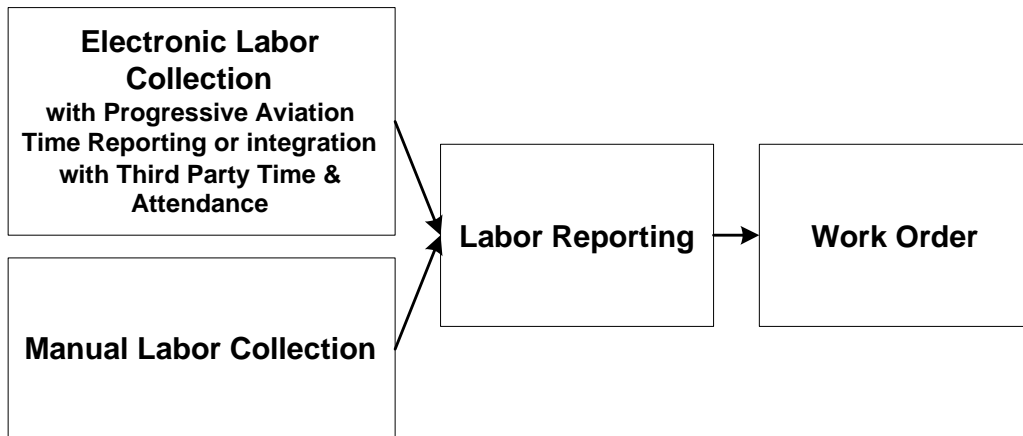 Electronic Labor
Collection
with Progressive Aviation
Time Reporting or integration
with Third Party Time &
Attendance
Labor Reporting
Work Order
Manual Labor Collection